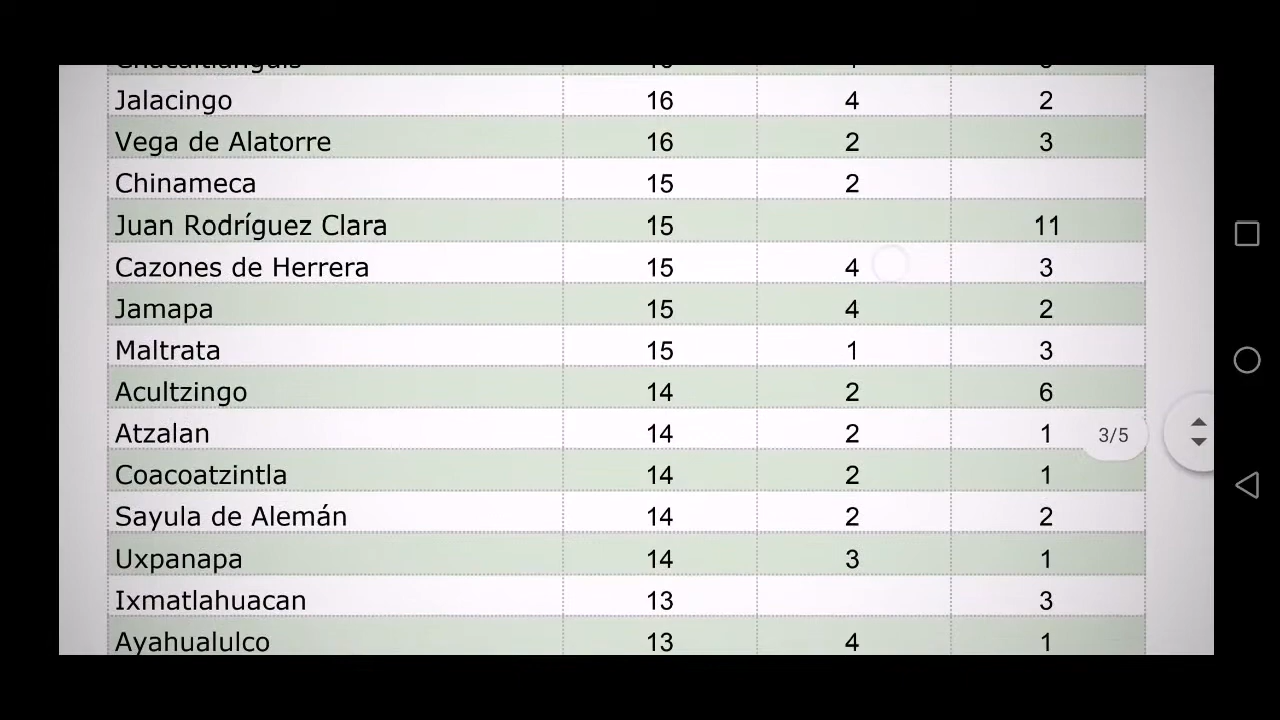 Jalacingo 16 4 2
Vega de Alatorre 16 2 3
Chinameca 15 2
Juan Rodríguez Clara 15 11
Cazones de Herrera 15 4 3
Jamapa 15 4 2
Maltrata 15 1 3
Acultzingo 14 2 6
Atzalan 14 2 1
3/5
Coacoatzintla 14 2 1
Sayula de Alemán 14 2 2
Uxpanapa 14 3 1
Ixmatlahuacan 13 3
Ayahualulco 13 4 1